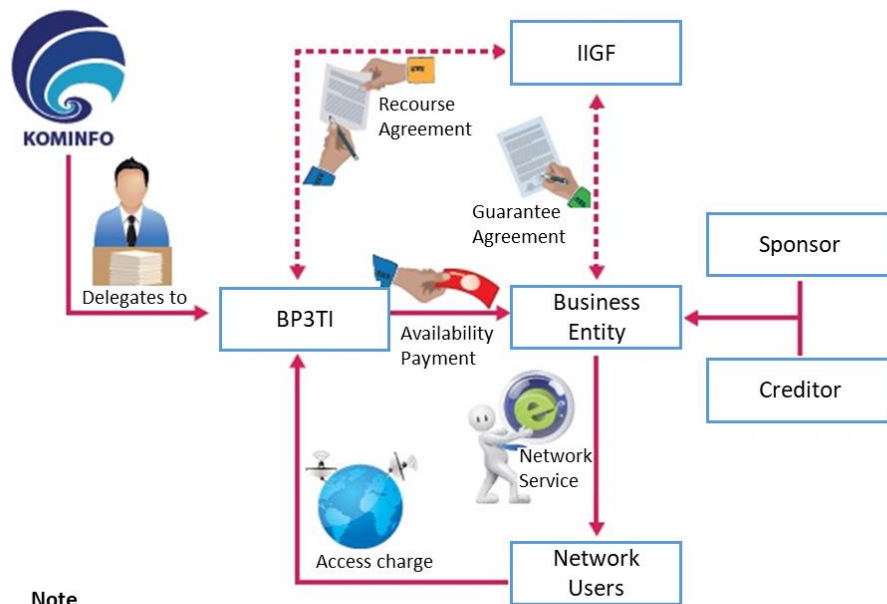 KOMINFO
IIGF
Recourse
Agreement
Guarantee
Agreement
Sponsor
Delegates to
BP3TI
Availability
Payment
Business
Entity
Creditor
Network
Service
Access charge
Network
Users
Note